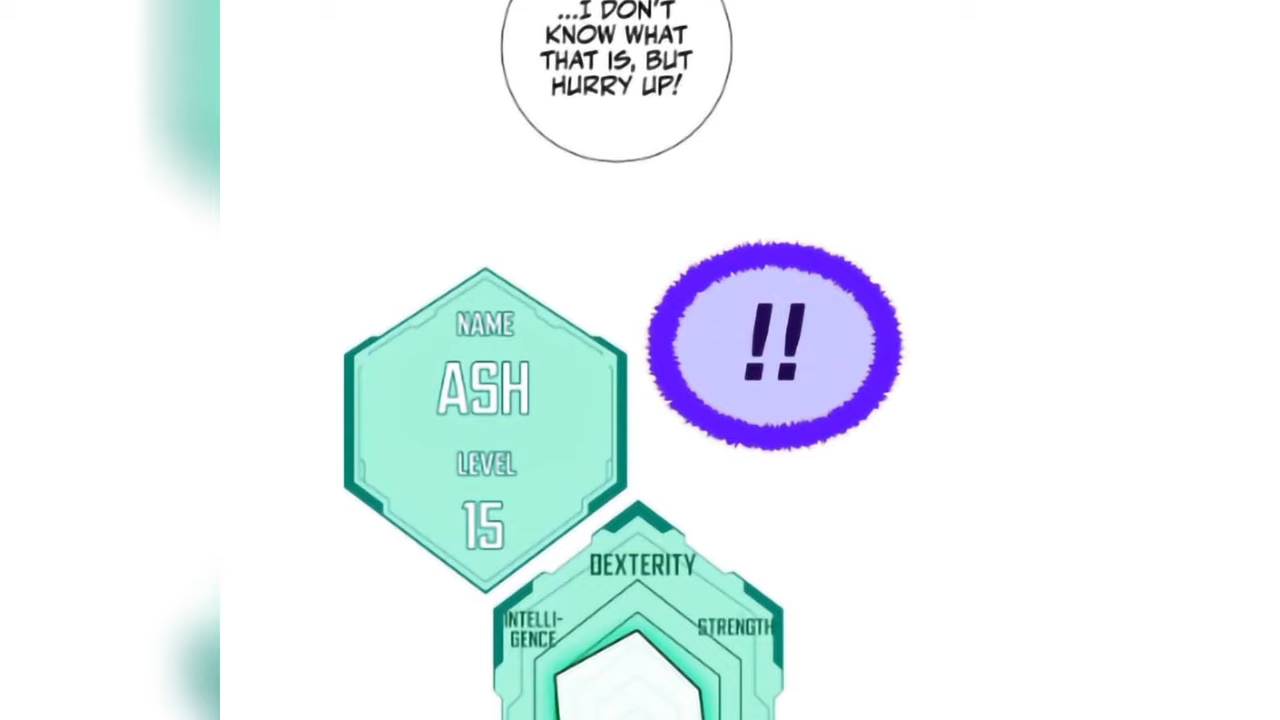 ...I DON'T
KNOW WHAT
THAT IS, BUT
HURRY UP!
!!
NAME
ASH
LEVEL
15
DEXTERITY
INTELLI-
GENCE
STRENGTH